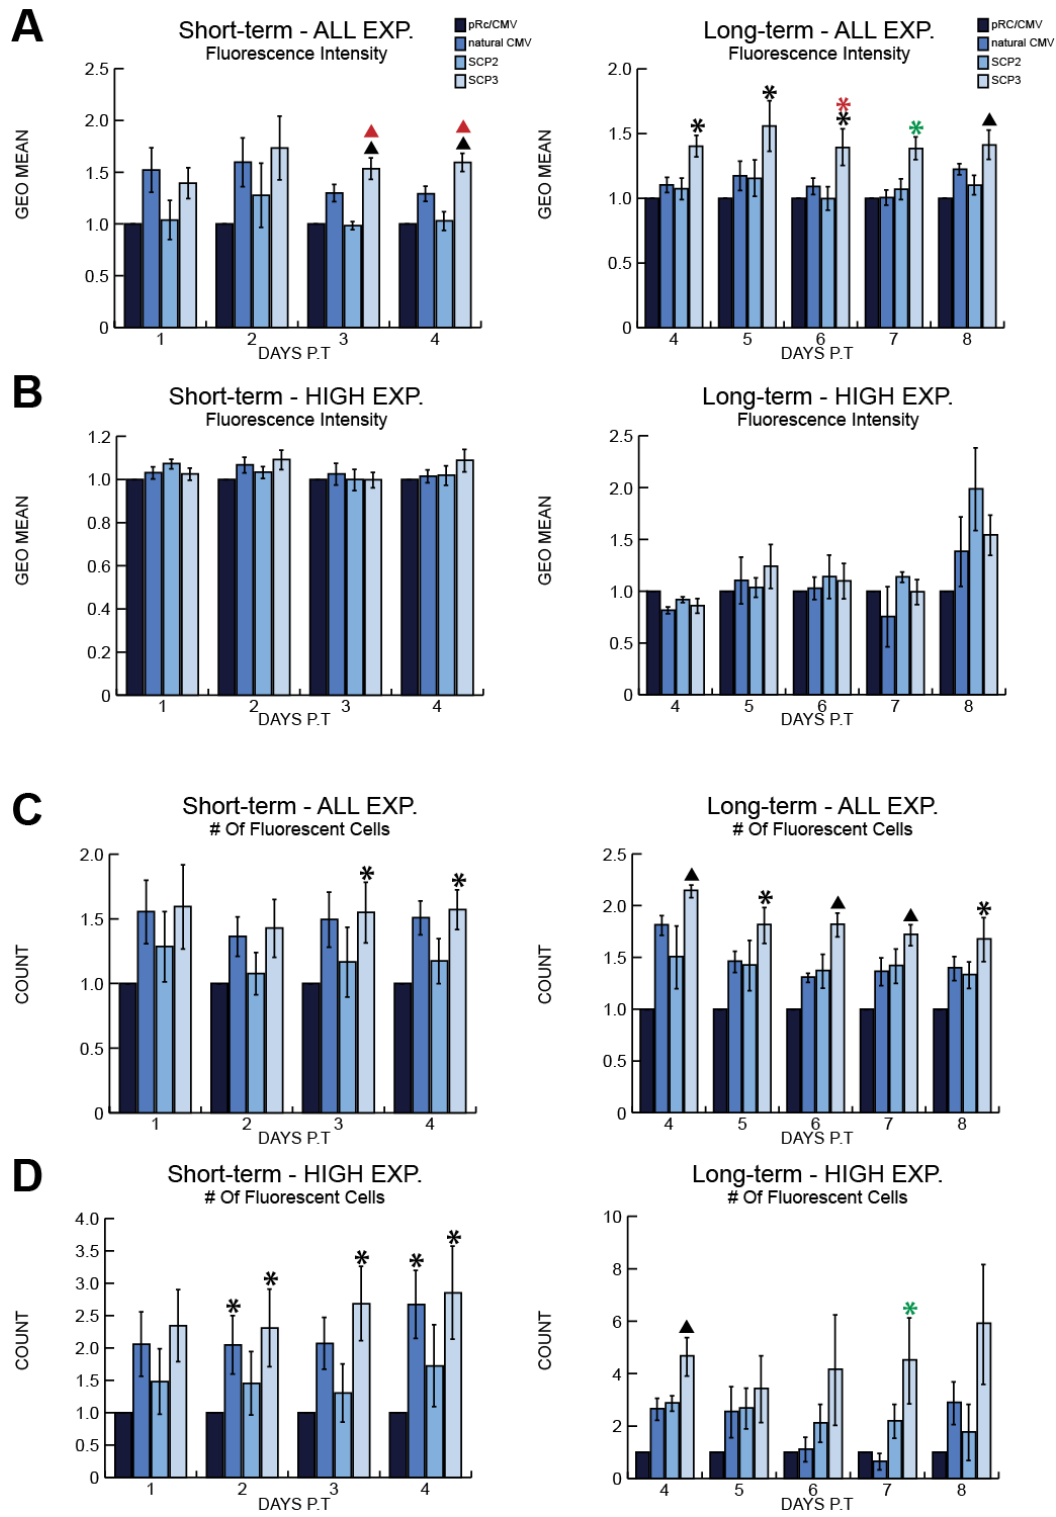 A
Short-term - ALL EXP.
Fluorescence Intensity
pRc/CMV
natural CMV
SCP2
SCP3
GEO MEAN
2.5
2.0
1.5
1.0
0.5
0
1 2 3 4
DAYS P.T
Long-term - ALL EXP.
Fluorescence Intensity
pRC/CMV
natural CMV
SCP2
SCP3
GEO MEAN
2
1.5
1.0
0.5
0
4 5 6 7 8
DAYS P.T
B
Short-term - HIGH EXP.
Fluorescence Intensity
GEO MEAN
1.2
1.0
0.8
0.6
0.4
0.2
0
1 2 3 4
DAYS P.T
Long-term - HIGH EXP.
Fluorescence Intensity
GEO MEAN
2.5
2.0
1.5
1.0
0.5
0
4 5 6 7 8
DAYS P.T
C
Short-term - ALL EXP.
# Of Fluorescent Cells
COUNT
2.0
1.5
1.0
0.5
0
1 2 3 4
DAYS P.T
Long-term - ALL EXP.
# Of Fluorescent Cells
COUNT
2.5
2.0
1.5
1.0
0.5
0
4 5 6 7 8
DAYS P.T
D
Short-term - HIGH EXP.
# Of Fluorescent Cells
COUNT
4.0
3.5
3.0
2.5
2.0
1.5
1.0
0.5
0
1 2 3 4
DAYS P.T
Long-term - HIGH EXP.
# Of Fluorescent Cells
COUNT
10
8
6
4
2
0
4 5 6 7 8
DAYS P.T